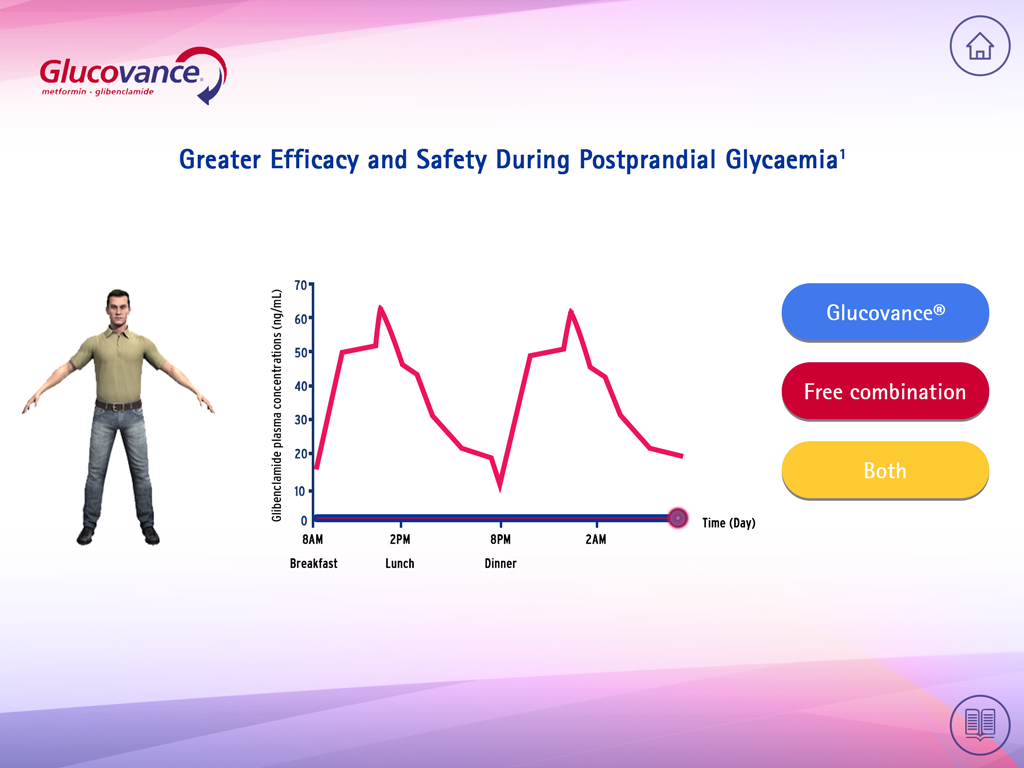 Glucovance®
metformin - glibenclamide
Greater Efficacy and Safety During Postprandial Glycaemia¹
Glibenclamide plasma concentrations (ng/mL)
70
60
50
40
30
20
10
0
8AM 2PM 8PM 2AM
Time (Day)
Breakfast Lunch Dinner
Glucovance®
Free combination
Both